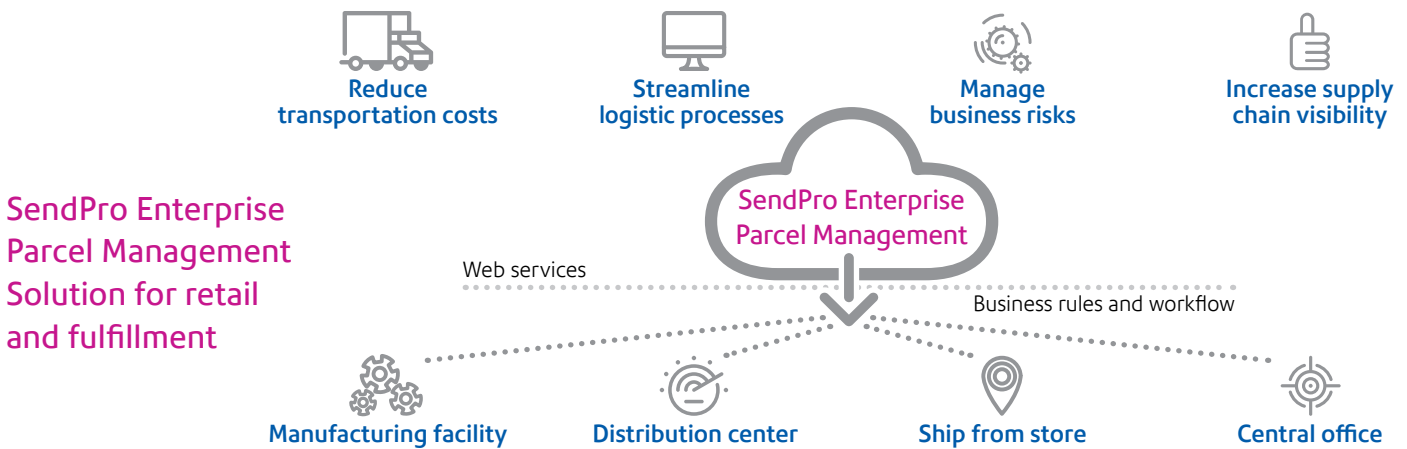 Reduce
transportation costs
Streamline
logistic processes
Manage
business risks
Increase supply
chain visibility
SendPro Enterprise
Parcel Management
Solution for retail
and fulfillment
SendPro Enterprise
Parcel Management
Web services
Business rules and workflow
Manufacturing facility
Distribution center
Ship from store
Central office